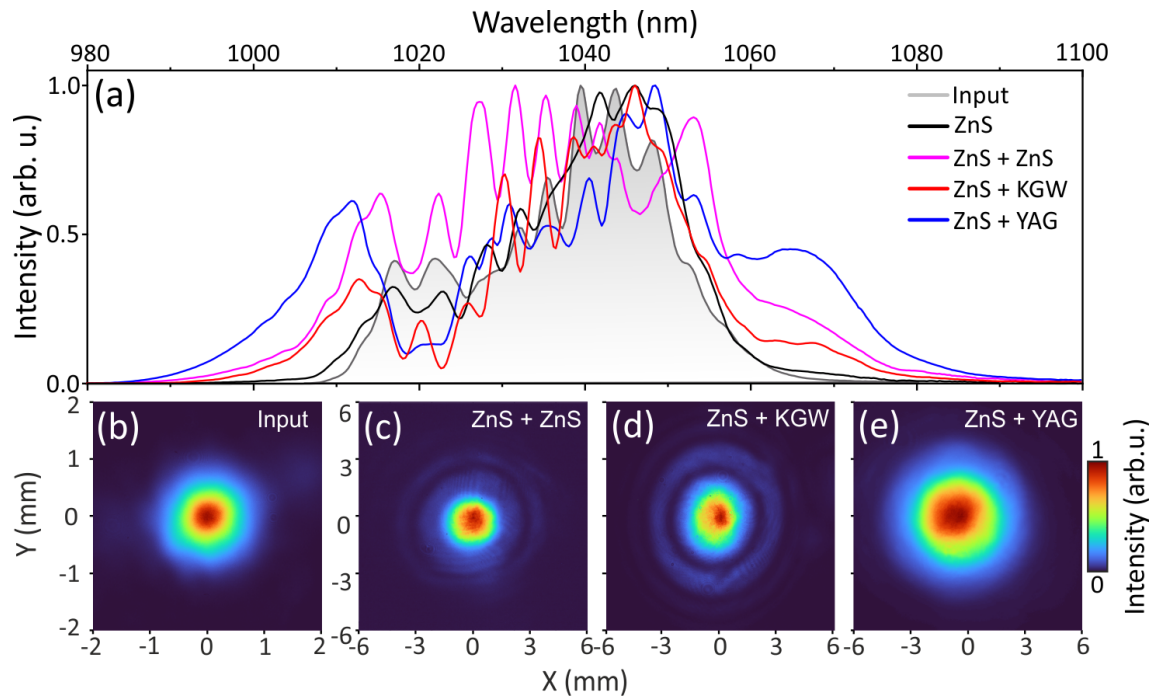 Wavelength (nm)
980 1000 1020 1040 1060 1080 1100
Intensity (arb. u.)
1.0
0.5
0.0
(a)
Input
ZnS
ZnS + ZnS
ZnS + KGW
ZnS + YAG
(b) Input
(c) ZnS + ZnS
(d) ZnS + KGW
(e) ZnS + YAG
Y (mm)
2
1
0
-1
-2
6
3
0
-3
-6
1
0
Intensity (arb.u.)
-2 -1 0 1 2
-3 0 3 6
-6 -3 0 3 6
-6 -3 0 3 6
X (mm)